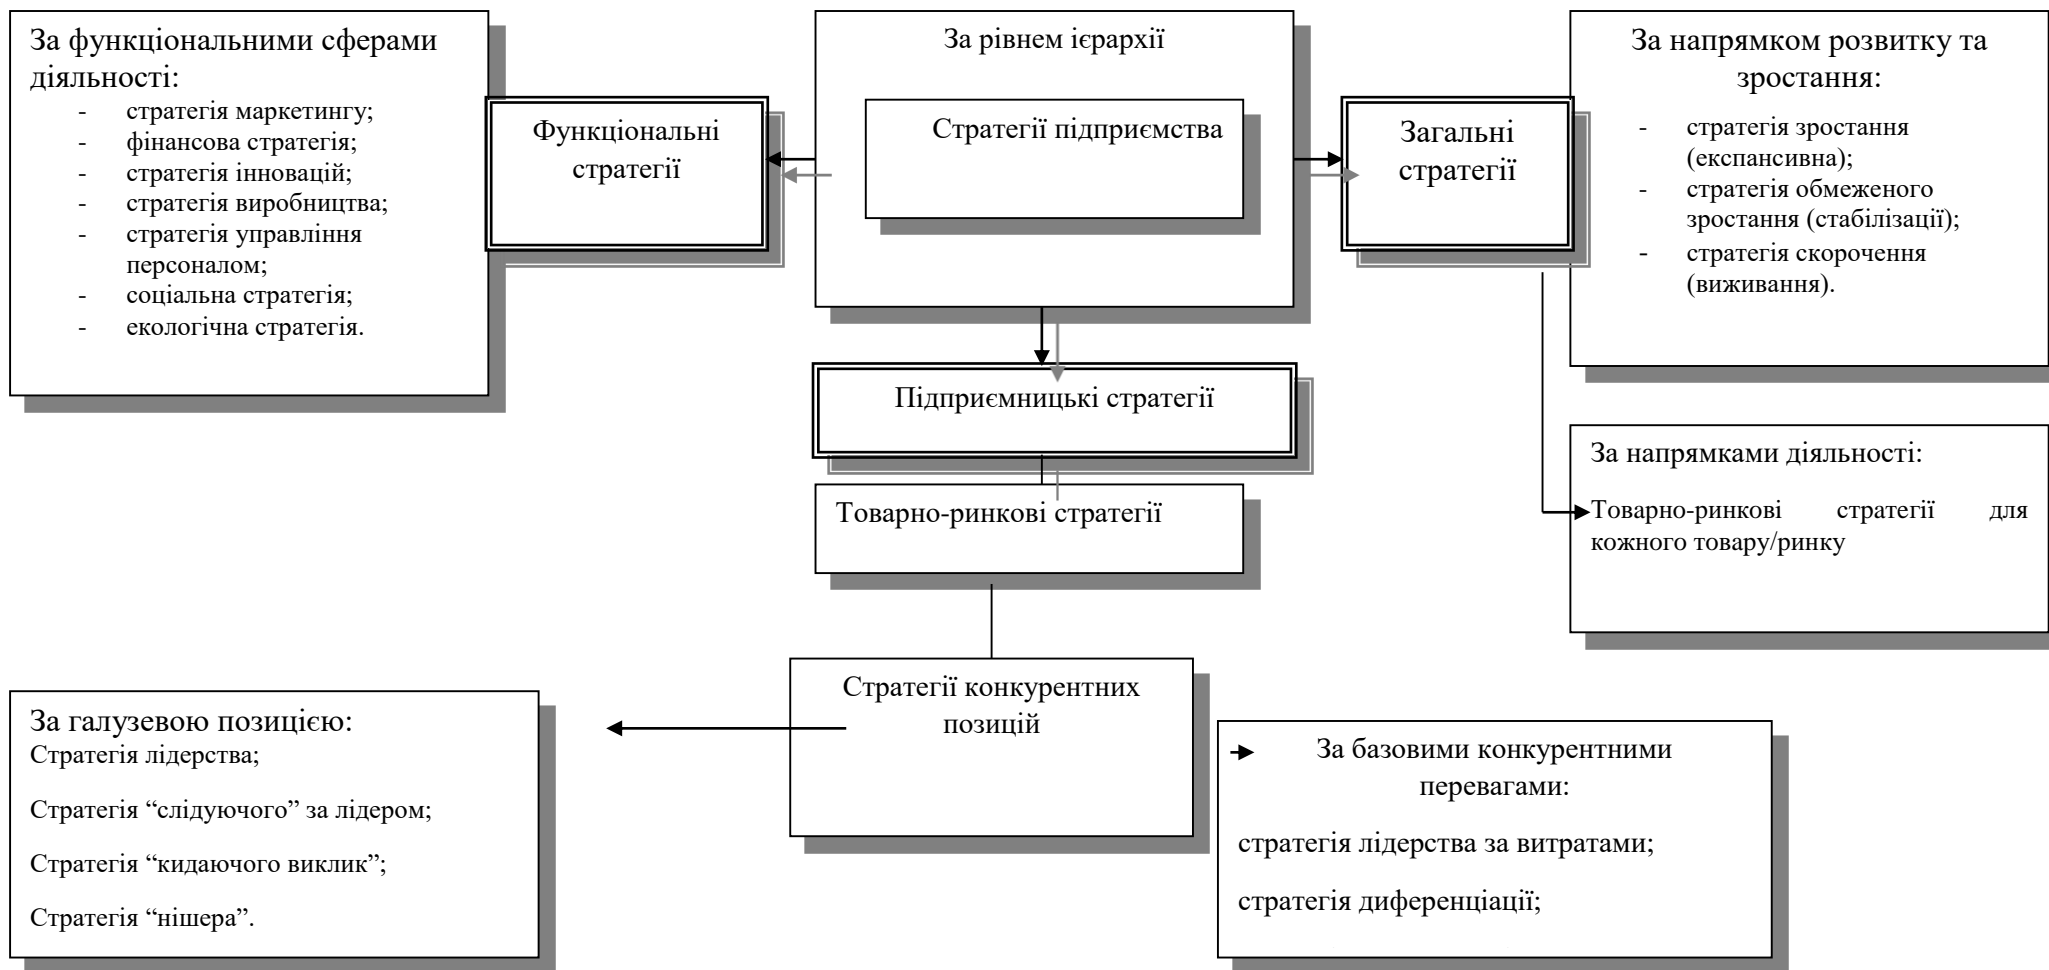 За функціональними сферами
діяльності:
- стратегія маркетингу;
- фінансова стратегія;
- стратегія інновацій;
- стратегія виробництва;
- стратегія управління
персоналом;
- соціальна стратегія;
- екологічна стратегія.
Функціональні
стратегії
За рівнем ієрархії
Стратегії підприємства
Загальні
стратегії
За напрямком розвитку та
зростання:
- стратегія зростання
(експансивна);
- стратегія обмеженого
зростання (стабілізації);
- стратегія скорочення
(виживання).
Підприємницькі стратегії
Товарно-ринкові стратегії
За напрямками діяльності:
Товарно-ринкові стратегії для
кожного товару/ринку
Стратегії конкурентних
позицій
За галузевою позицією:
Стратегія лідерства;
Стратегія “слідуючого” за лідером;
Стратегія “кидаючого виклик”;
Стратегія “нішера”.
За базовими конкурентними
перевагами:
стратегія лідерства за витратами;
стратегія диференціації;